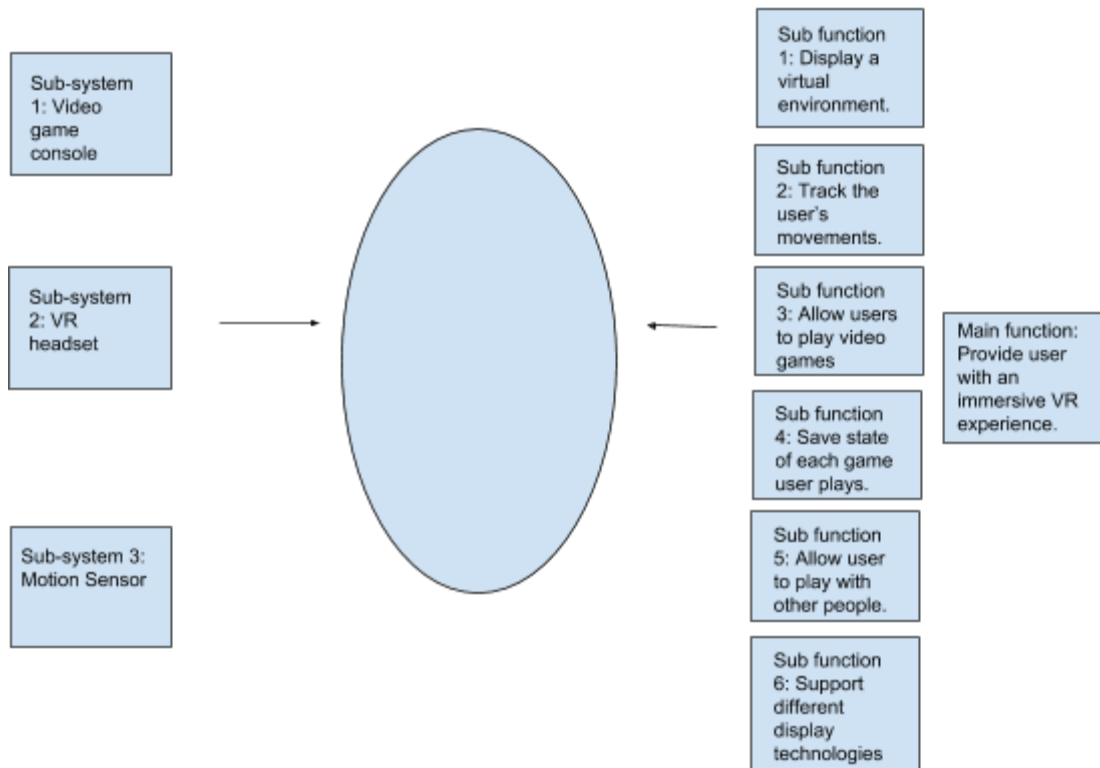 Sub-system
1: Video
game
console
Sub-system
2: VR
headset
Sub-system 3:
Motion Sensor
Sub function
1: Display a
virtual
environment.
Sub function
2: Track the
user's
movements.
Sub function
3: Allow users
to play video
games
Sub function
4: Save state
of each game
user plays.
Sub function
5: Allow user
to play with
other people.
Sub function
6: Support
different
display
technologies
Main function:
Provide user
with an
immersive VR
experience.